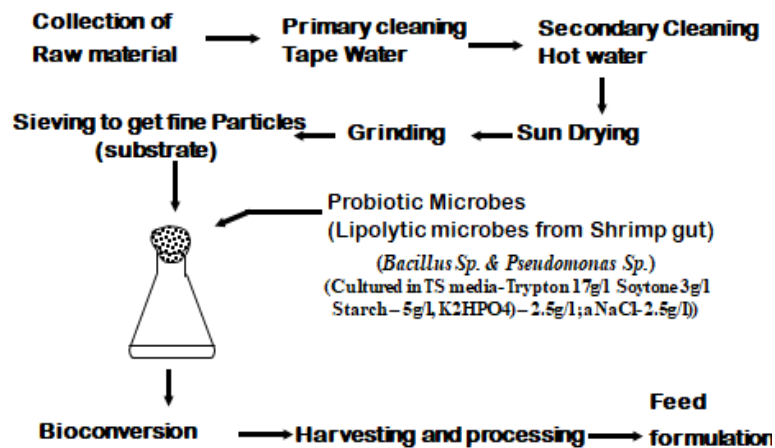 Collection of
Raw material
Primary cleaning
Tape Water
Secondary Cleaning
Hot water
Sun Drying
Grinding
Sieving to get fine Particles
(substrate)
Probiotic Microbes
(Lipolytic microbes from Shrimp gut)
(Bacillus Sp. & Pseudomonas Sp.)
(Cultured in TS media-Trypton 17g/l Soytone 3g/l
Starch – 5g/l, K2HPO4) – 2.5g/l ; aNaCl-2.5g/l))
Bioconversion
Harvesting and processing
Feed
formulation